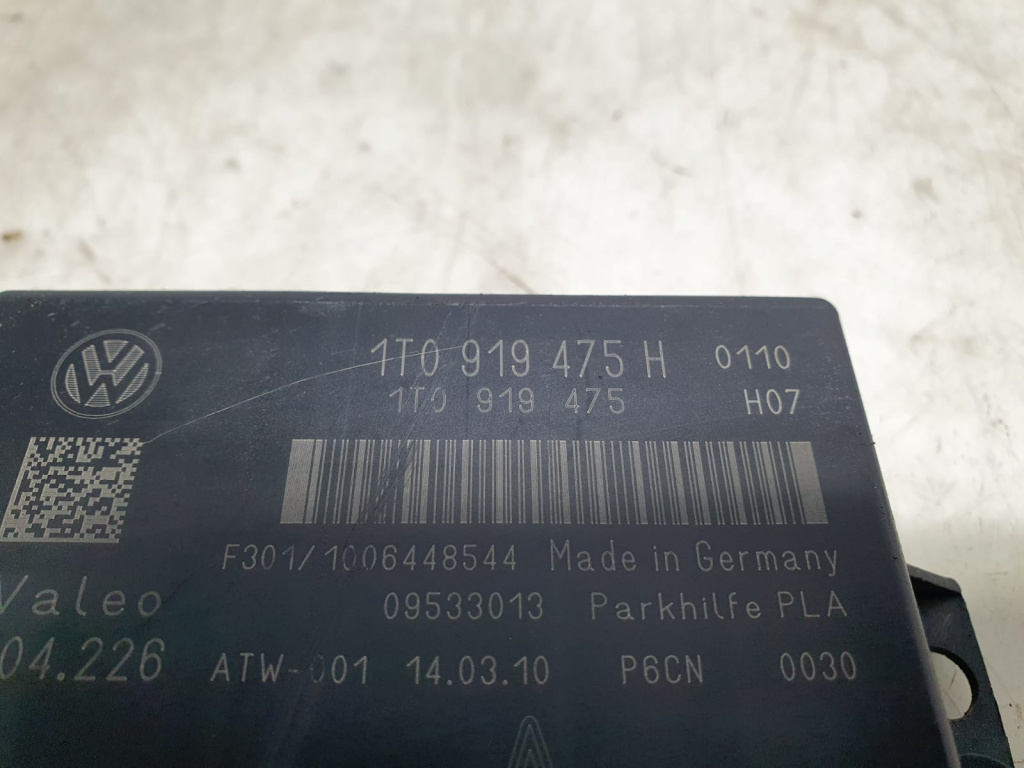 1T0 919 475 H 0110
1T0 919 475 H07
F301/1006448544 Made in Germany
Valeo 09533013 Parkhilfe PLA
04.226 ATW-001 14.03.10 P6CN 0030